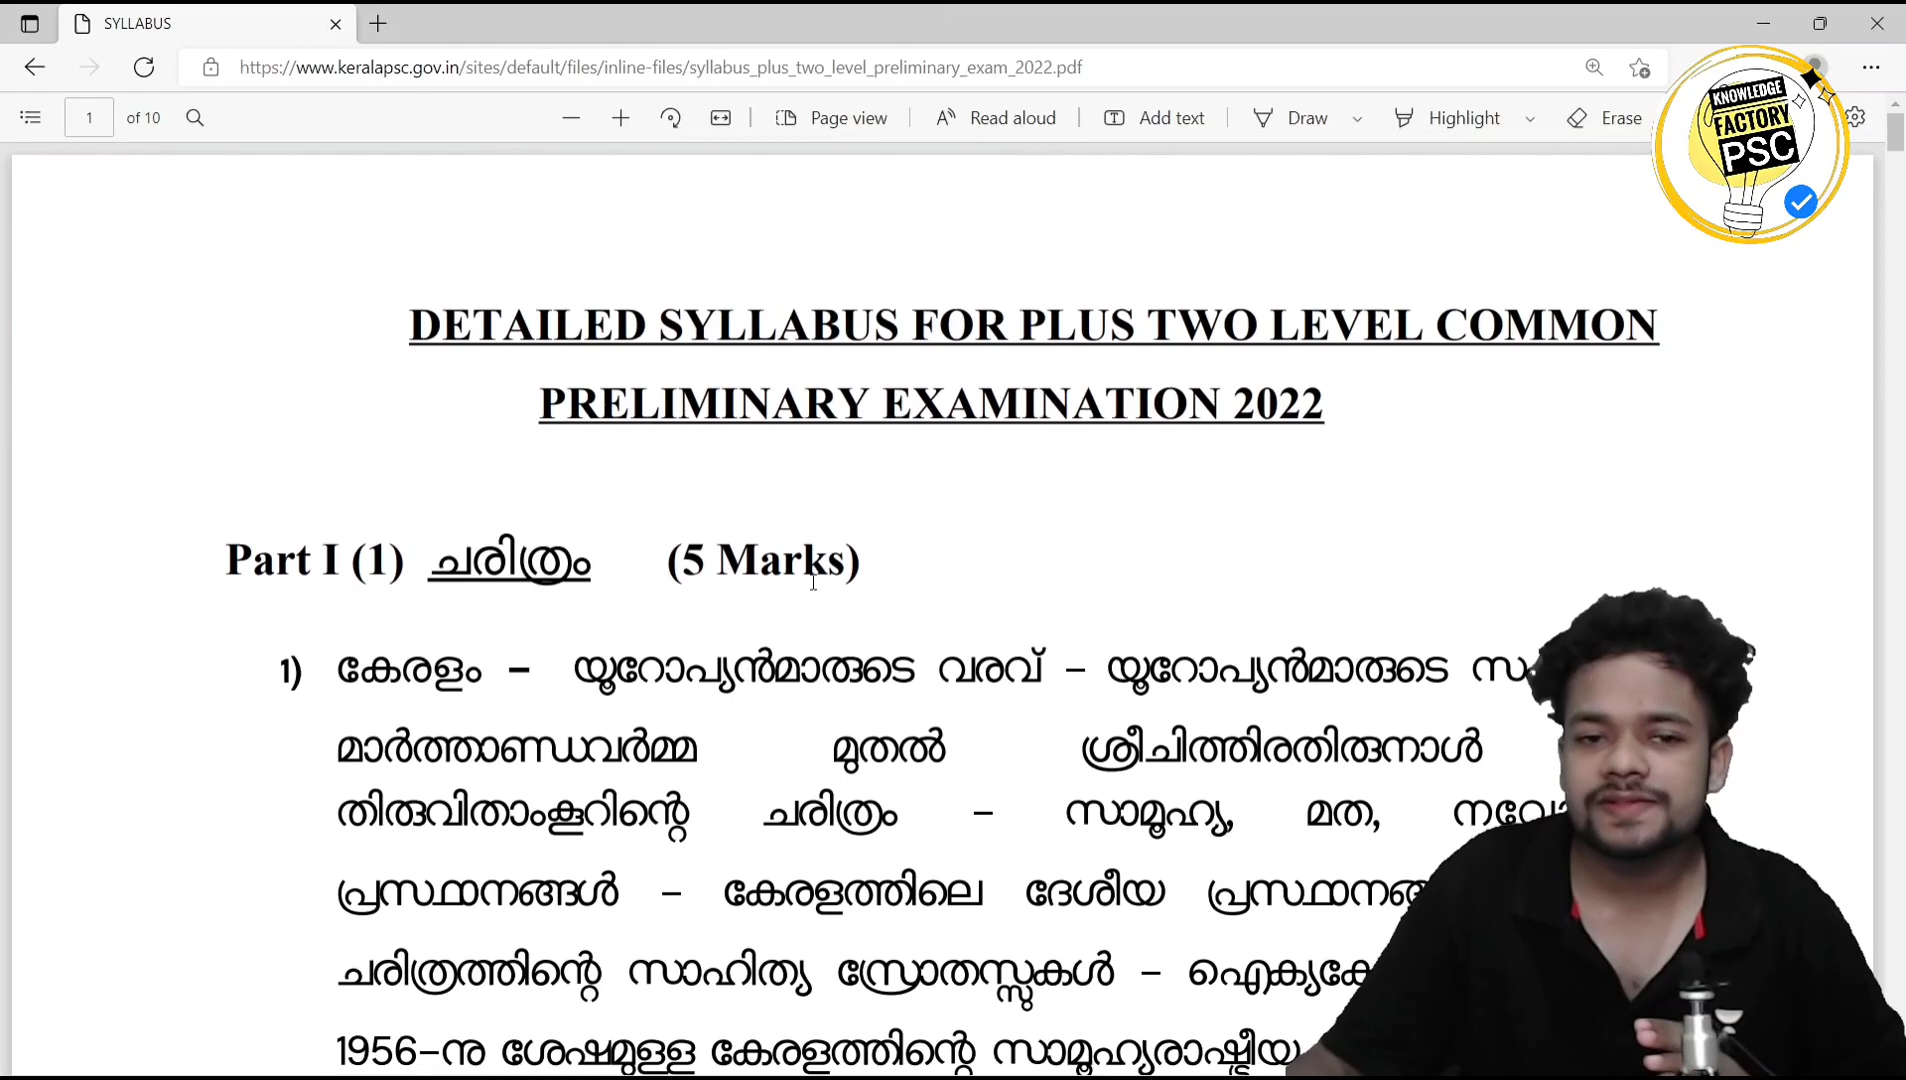 SYLLABUS
https://www.keralapsc.gov.in/sites/default/files/inline-files/syllabus_plus_two_level_preliminary_exam_2022.pdf
1 of 10 Page view Read aloud Add text Draw Highlight Erase
KNOWLEDGE
FACTORY
PSC
DETAILED SYLLABUS FOR PLUS TWO LEVEL COMMON
PRELIMINARY EXAMINATION 2022
Part I (1) ചരിത്രം (5 Marks)
1) കേരളം – യൂറോപ്യൻമാരുടെ വരവ് – യൂറോപ്യൻമാരുടെ
മാർത്താണ്ഡവർമ്മ മുതൽ ശ്രീചിത്തിരതിരുനാൾ
തിരുവിതാംകൂറിന്റെ ചരിത്രം – സാമൂഹ്യ, മത,
പ്രസ്ഥാനങ്ങൾ – കേരളത്തിലെ ദേശീയ
ചരിത്രത്തിന്റെ സാഹിത്യ സ്രോതസ്സുകൾ –
1956-നു ശേഷമുള്ള കേരളത്തിന്റെ സാമൂഹ്യരാഷ്ട്രീയ